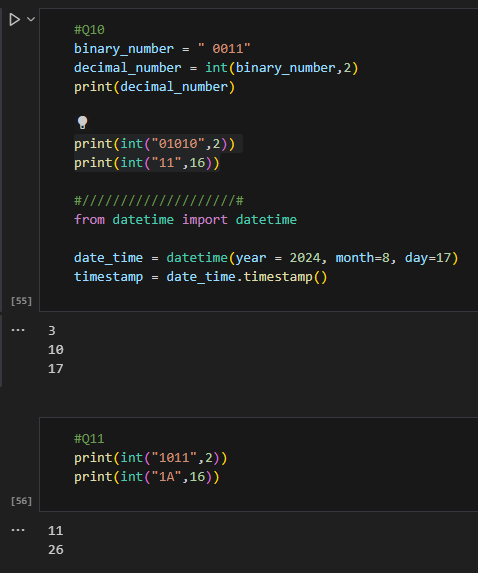 #Q10
binary_number = " 0011"
decimal_number = int(binary_number,2)
print(decimal_number)
print(int("01010",2))
print(int("11",16))
#////////////////////#
from datetime import datetime
date_time = datetime(year = 2024, month=8, day=17)
timestamp = date_time.timestamp()
[55]
... 3
10
17
#Q11
print(int("1011",2))
print(int("1A",16))
[56]
... 11
26